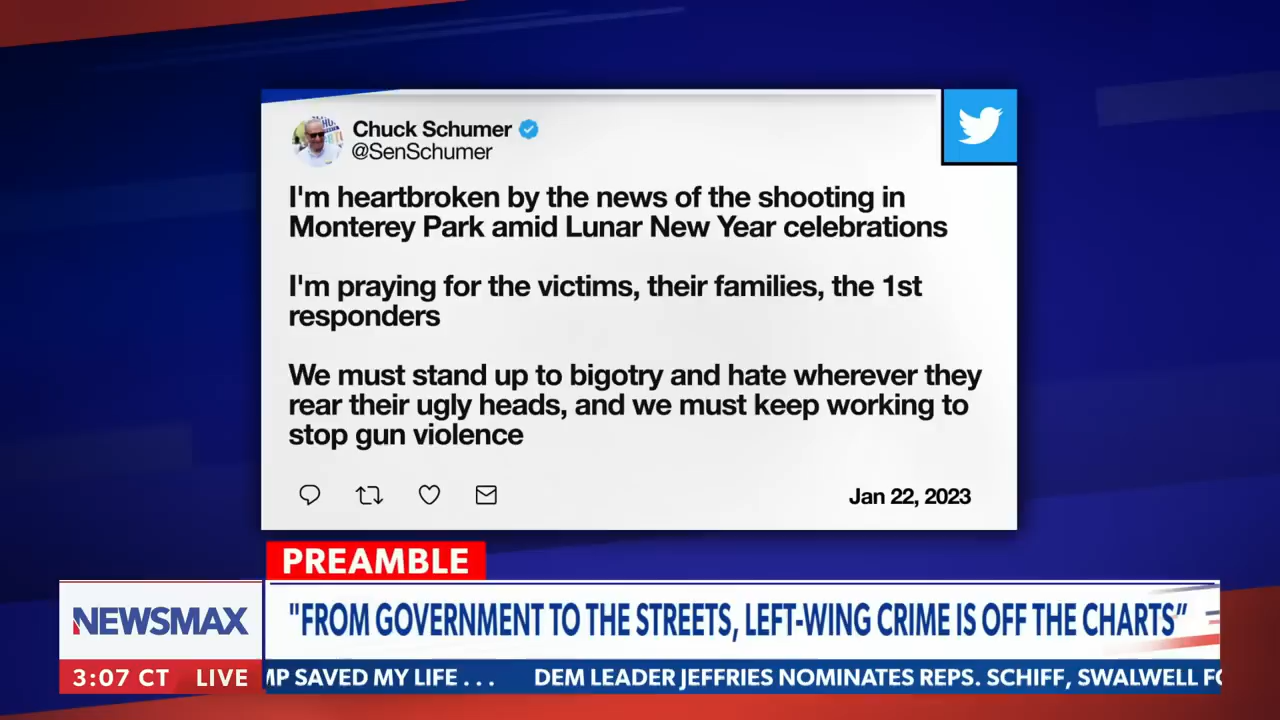 Chuck Schumer
@SenSchumer
I'm heartbroken by the news of the shooting in
Monterey Park amid Lunar New Year celebrations
I'm praying for the victims, their families, the 1st
responders
We must stand up to bigotry and hate wherever they
rear their ugly heads, and we must keep working to
stop gun violence
Jan 22, 2023
PREAMBLE
NEWSMAX
"FROM GOVERNMENT TO THE STREETS, LEFT-WING CRIME IS OFF THE CHARTS"
3:07 CT LIVE
SAVED MY LIFE . . . DEM LEADER JEFFRIES NOMINATES REPS. SCHIFF, SWALWELL